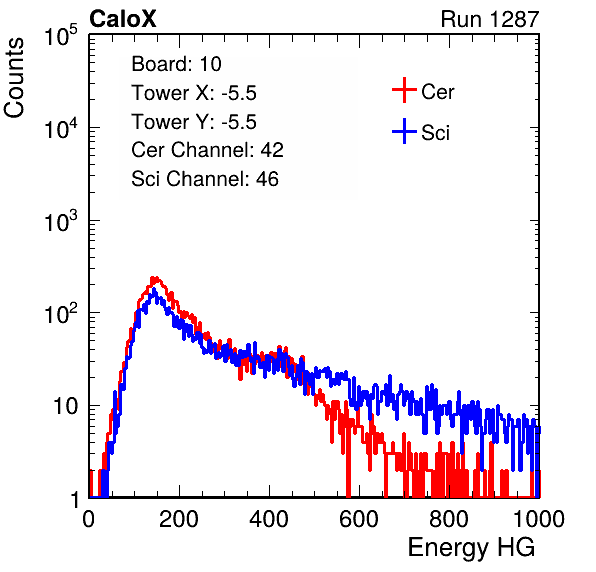 CaloX Run 1287
Counts
10^5
10^4
10^3
10^2
10
1
Board: 10
Tower X: -5.5
Tower Y: -5.5
Cer Channel: 42
Sci Channel: 46
Cer
Sci
0 200 400 600 800 1000
Energy HG